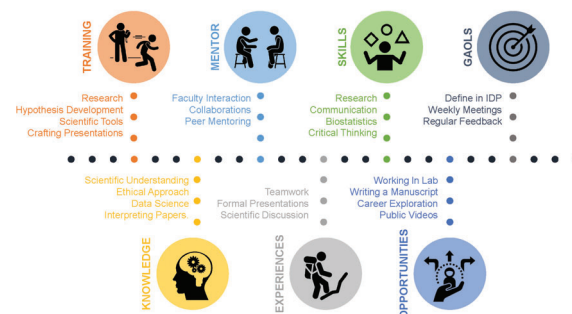 TRAINING
Research
Hypothesis Development
Scientific Tools
Crafting Presentations
MENTOR
Faculty Interaction
Collaborations
Peer Mentoring
SKILLS
Research
Communication
Biostatistics
Critical Thinking
GAOLS
Define in IDP
Weekly Meetings
Regular Feedback
Scientific Understanding
Ethical Approach
Data Science
Interpreting Papers.
KNOWLEDGE
Teamwork
Formal Presentations
Scientific Discussion
EXPERIENCES
Working In Lab
Writing a Manuscript
Career Exploration
Public Videos
OPPORTUNITIES